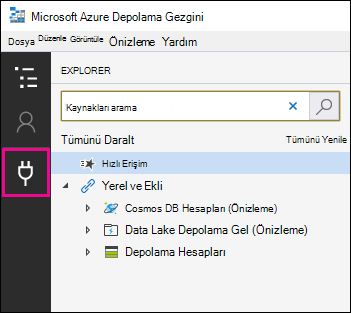 Microsoft Azure Depolama Gezgini
Dosya Düzenle Görüntüle Önizleme Yardım
EXPLORER
Kaynakları arama
Tümünü Daralt Tümünü Yenile
Hızlı Erişim
Yerel ve Ekli
Cosmos DB Hesapları (Önizleme)
Data Lake Depolama Gel (Önizleme)
Depolama Hesapları